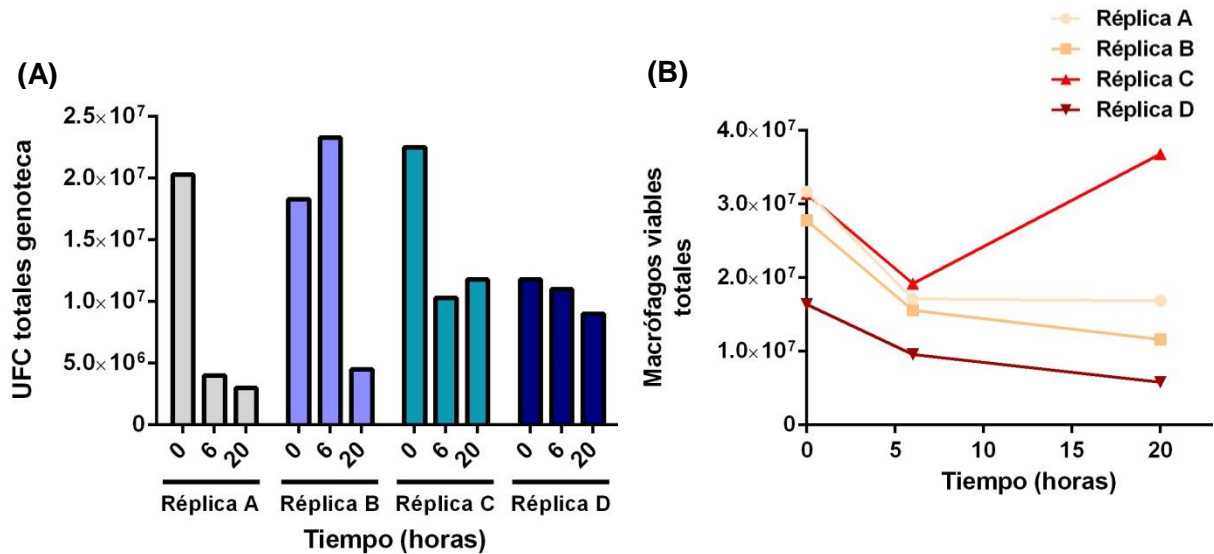 (A)
UFC totales genoteca
2.5×10⁷
2.0×10⁷
1.5×10⁷
1.0×10⁷
5.0×10⁶
0
0 6 20 0 6 20 0 6 20 0 6 20
Réplica A Réplica B Réplica C Réplica D
Tiempo (horas)
(B)
Réplica A
Réplica B
Réplica C
Réplica D
Macrófagos viables
totales
4.0×10⁷
3.0×10⁷
2.0×10⁷
1.0×10⁷
0
0 5 10 15 20
Tiempo (horas)